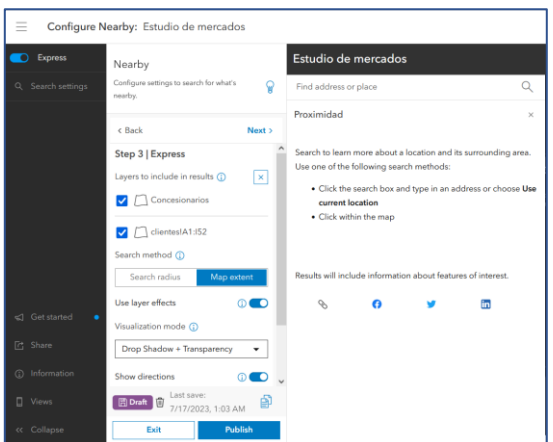 Configure Nearby: Estudio de mercados
Express
Search settings
Get started
Share
Information
Views
Collapse
Nearby
Configure settings to search for what's
nearby.
< Back
Next >
Step 3 | Express
Layers to include in results
Concesionarios
clientes!A1:I52
Search method
Search radius
Map extent
Use layer effects
Visualization mode
Drop Shadow + Transparency
Show directions
Draft
Last save:
7/17/2023, 1:03 AM
Exit
Publish
Estudio de mercados
Find address or place
Proximidad
Search to learn more about a location and its surrounding area.
Use one of the following search methods:
• Click the search box and type in an address or choose Use
current location
• Click within the map
Results will include information about features of interest.